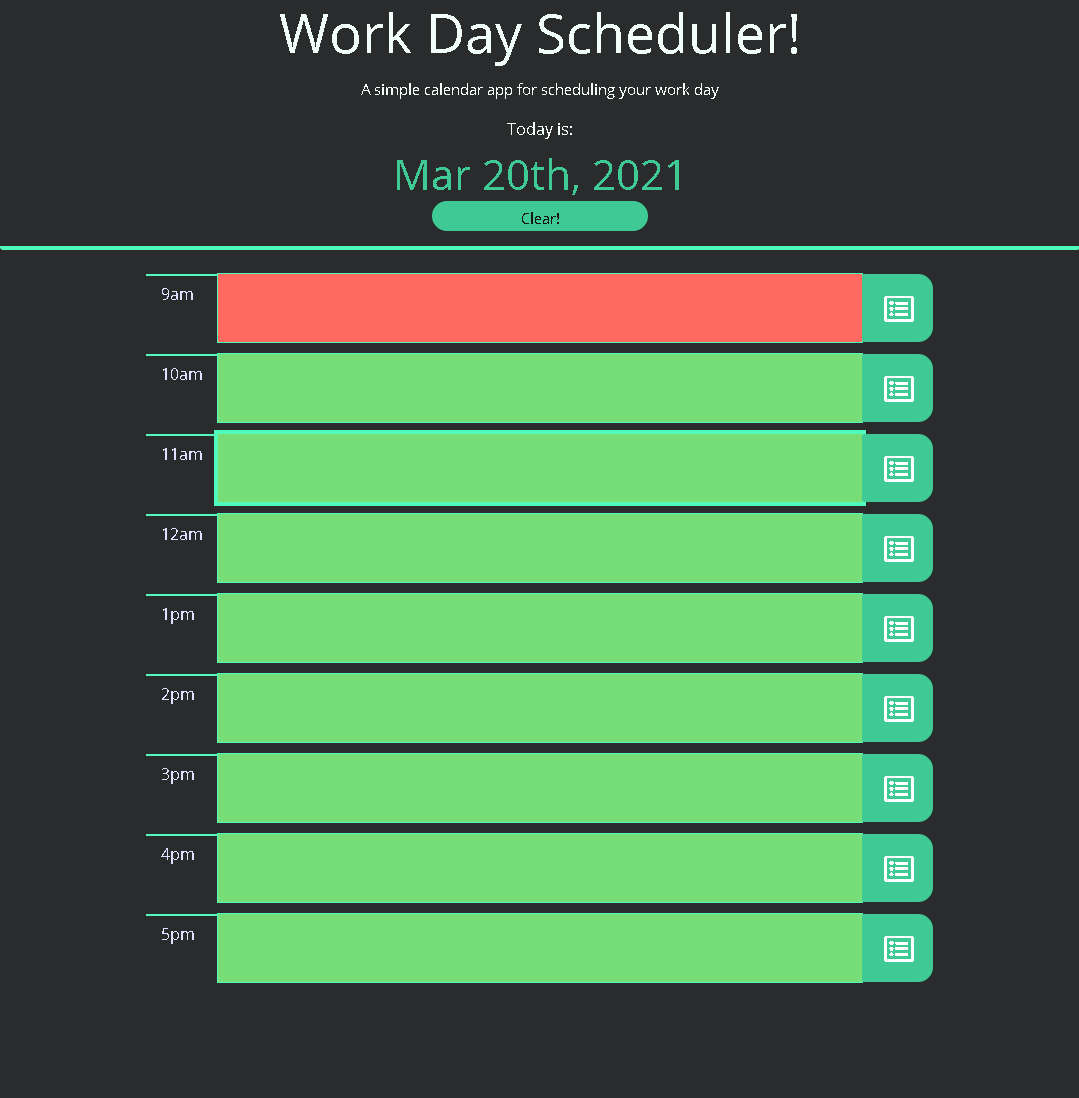 Work Day Scheduler!
A simple calendar app for scheduling your work day
Today is:
Mar 20th, 2021
Clear!
9am
10am
11am
12am
1pm
2pm
3pm
4pm
5pm